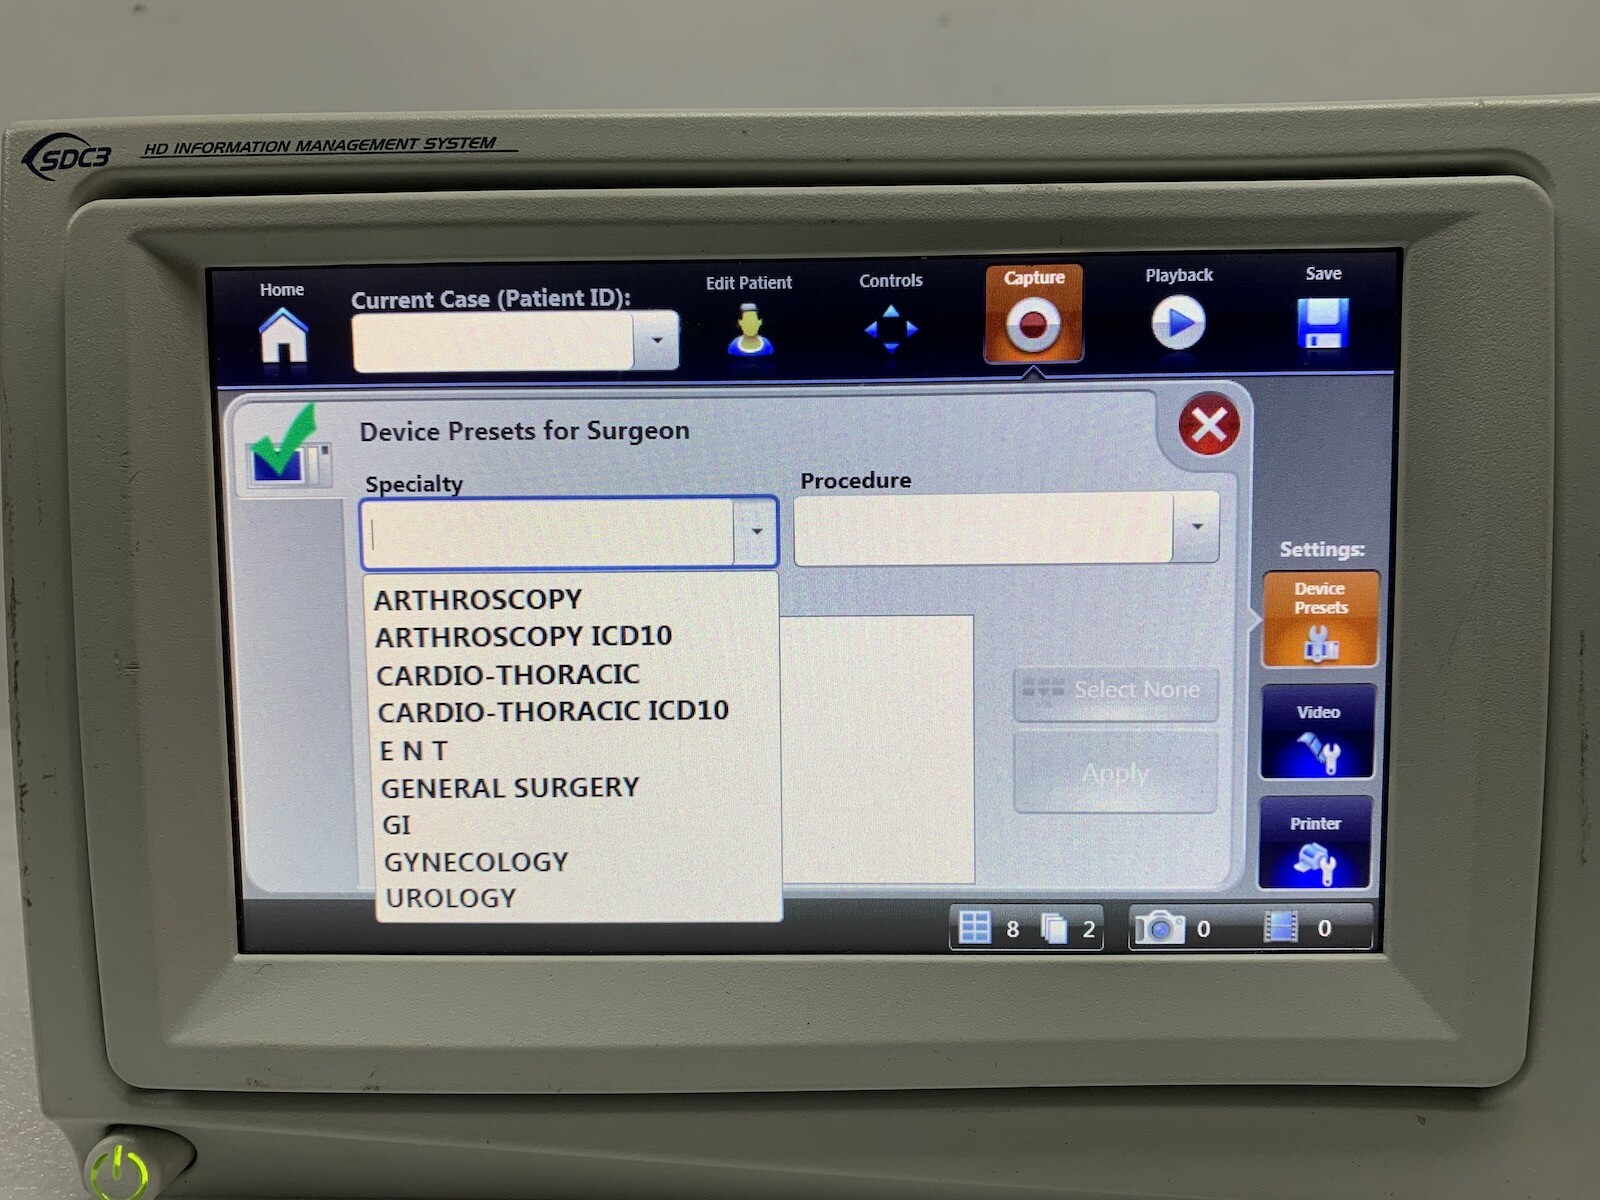 SDC3 HD INFORMATION MANAGEMENT SYSTEM
Home
Current Case (Patient ID):
Edit Patient
Controls
Capture
Playback
Save
Device Presets for Surgeon
Specialty
Procedure
ARTHROSCOPY
ARTHROSCOPY ICD10
CARDIO-THORACIC
CARDIO-THORACIC ICD10
E N T
GENERAL SURGERY
GI
GYNECOLOGY
UROLOGY
Select None
Apply
Settings:
Device
Presets
Video
Printer
8 2 0 0